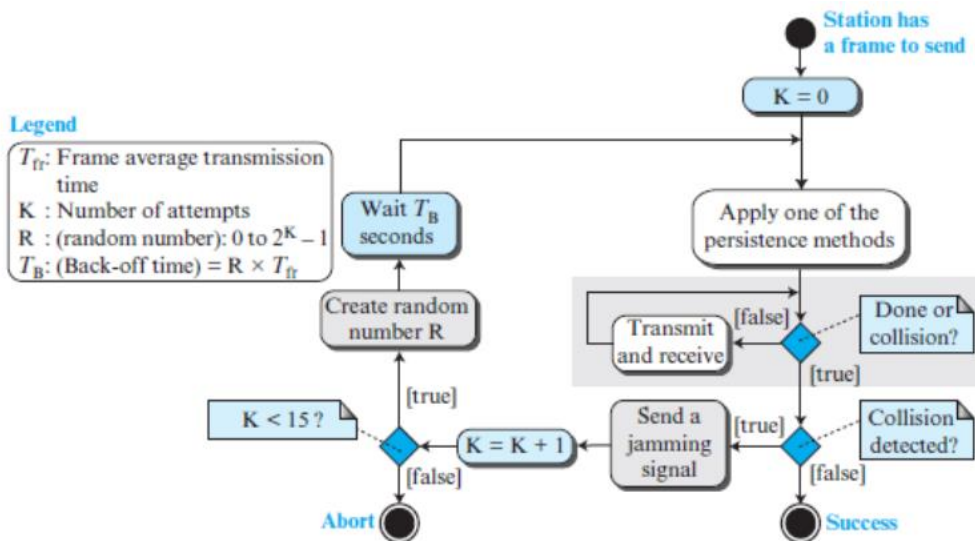 Station has
a frame to send
K = 0
Legend
T_fr: Frame average transmission
time
K : Number of attempts
R : (random number): 0 to 2^K – 1
T_B: (Back-off time) = R × T_fr
Wait T_B
seconds
Apply one of the
persistence methods
Create random
number R
[false]
Transmit
and receive
Done or
collision?
[true]
[true]
K < 15 ?
K = K + 1
Send a
jamming
signal
[true]
Collision
detected?
[false]
[false]
Abort
Success